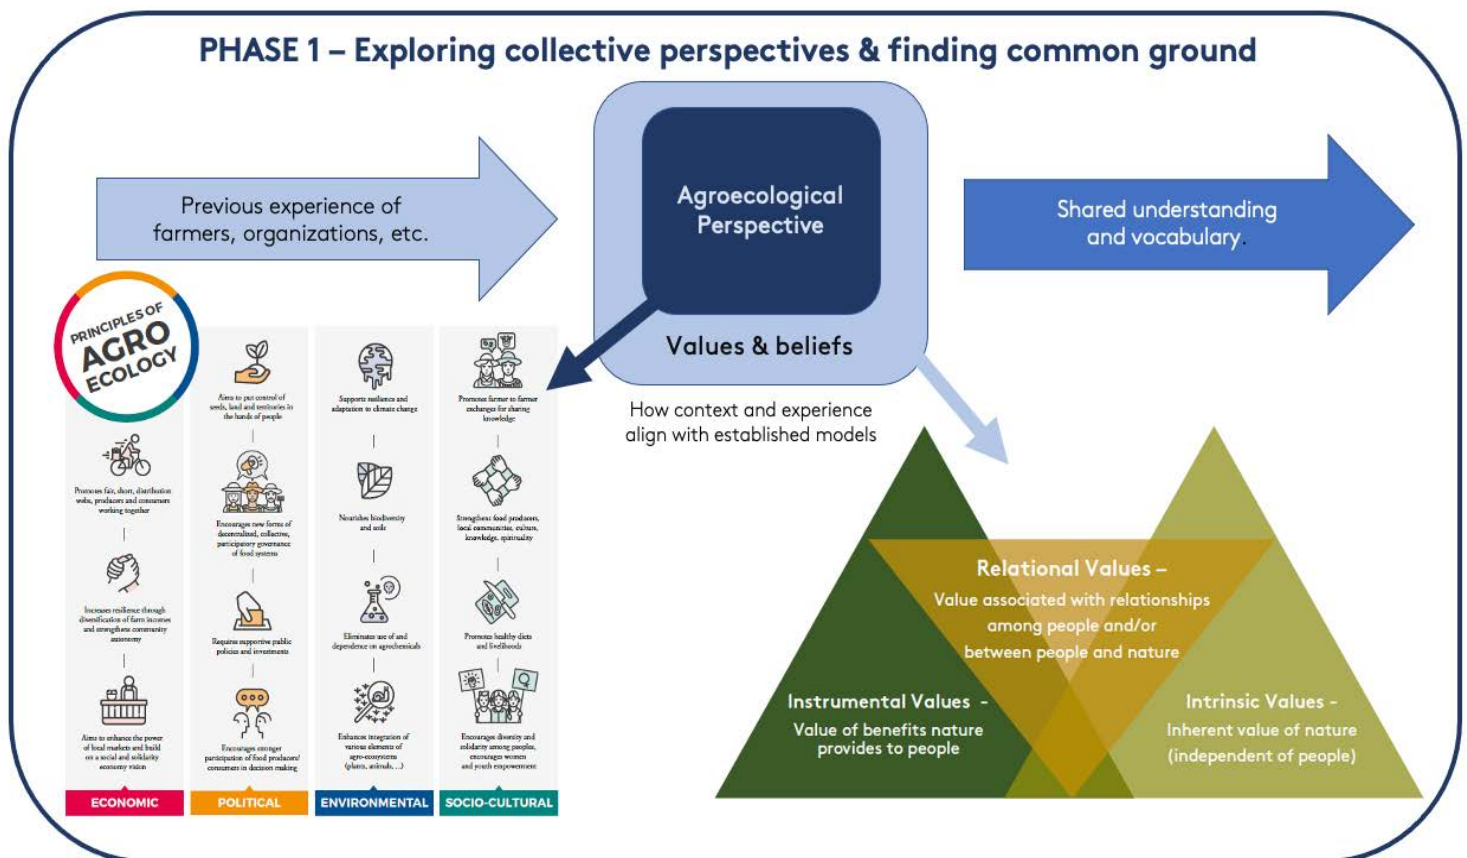 PHASE 1 – Exploring collective perspectives & finding common ground
Previous experience of
farmers, organizations, etc.
Agroecological
Perspective
Values & beliefs
How context and experience
align with established models
Shared understanding
and vocabulary.
PRINCIPLES OF
AGRO
ECOLOGY
Promotes fair, short, distribution
webs, producers and consumers
working together
Increases resilience through
diversification of farm incomes
and strengthens community
autonomy
Aims to enhance the power
of local markets and build
on a social and solidarity
economy vision
ECONOMIC
Aims to put control of
seeds, land and territories in
the hands of people
Encourages new forms of
decentralized, collective,
participatory governance
of food systems
Requires supportive public
policies and investments
Encourages stronger
participation of food producers/
consumers in decision making
POLITICAL
Supports resilience and
adaptation to climate change
Nourishes biodiversity
and soils
Eliminates use of and
dependence on agrochemicals
Enhances integration of
various elements of
agro-ecosystems
(plants, animals, ...)
ENVIRONMENTAL
Promotes farmer to farmer
exchanges for sharing
knowledge
Strengthens food producers,
local communities, culture,
knowledge, spirituality
Promotes healthy diets
and livelihoods
Encourages diversity and
solidarity among peoples,
encourages women
and youth empowerment
SOCIO-CULTURAL
Relational Values –
Value associated with relationships
among people and/or
between people and nature
Instrumental Values -
Value of benefits nature
provides to people
Intrinsic Values -
Inherent value of nature
(independent of people)